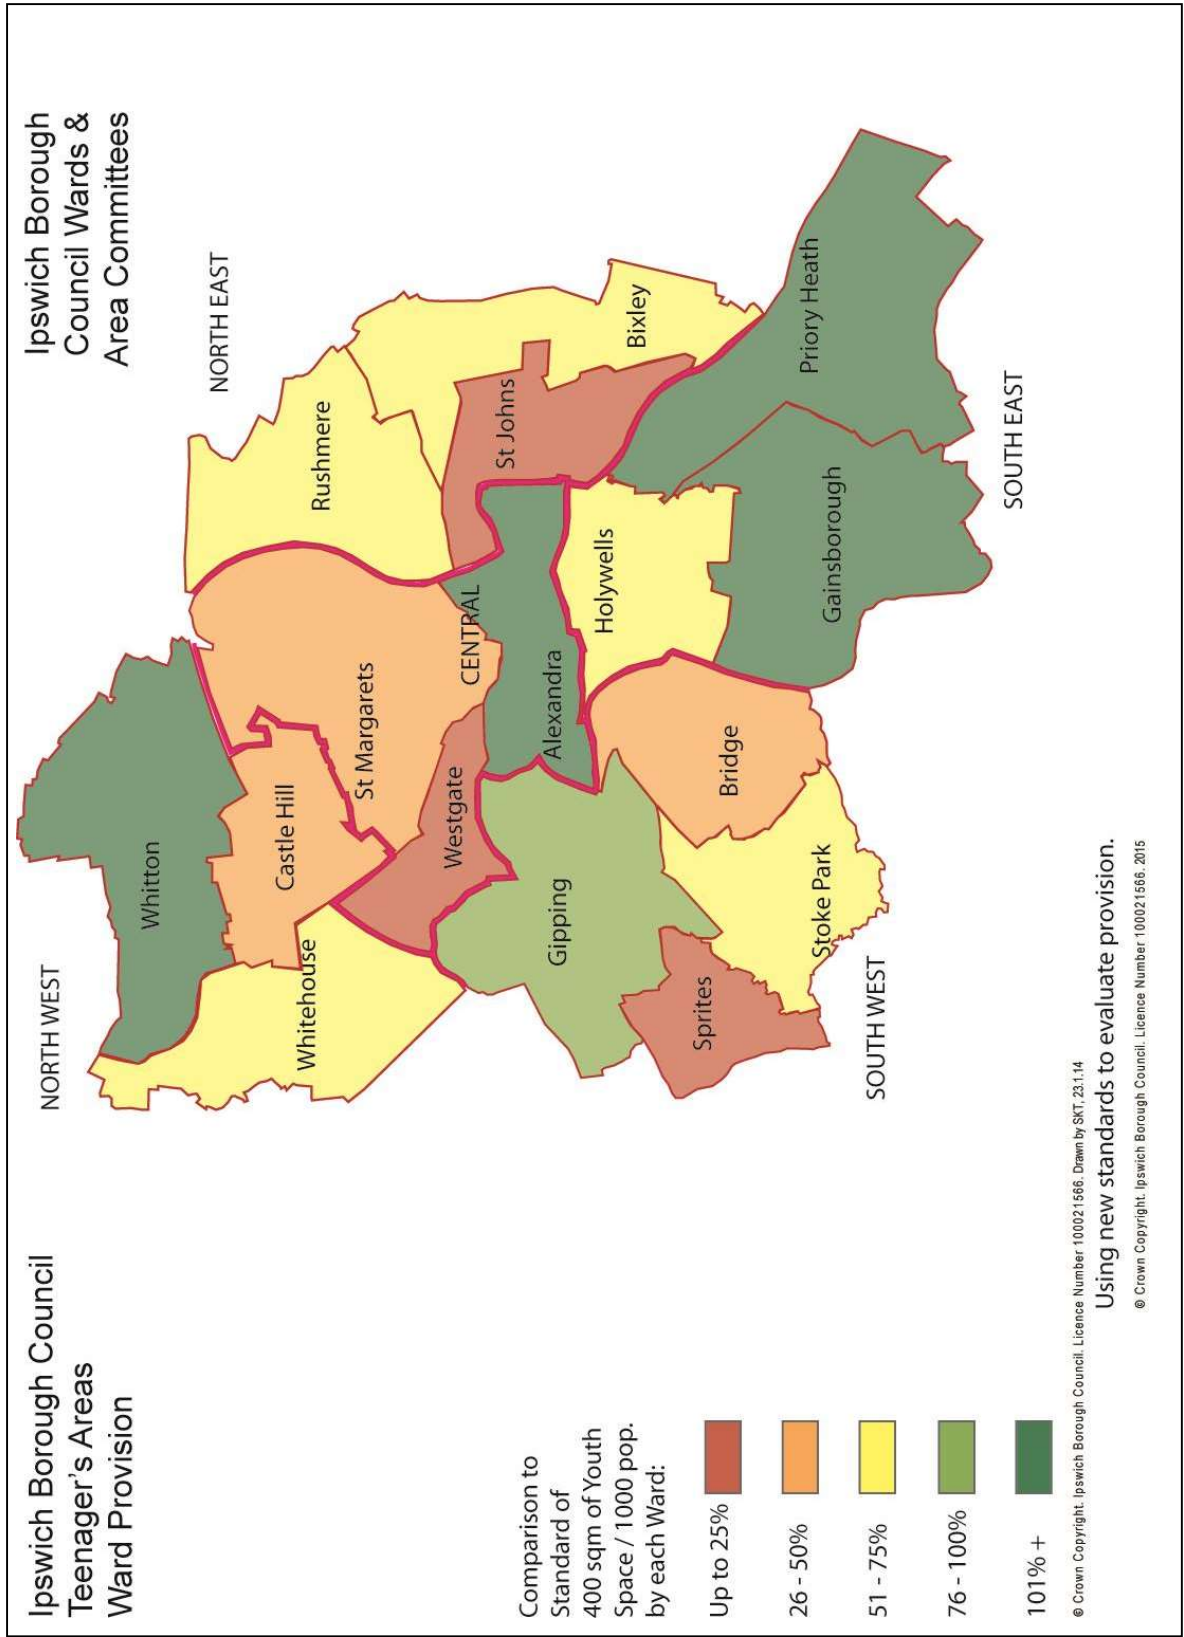 Ipswich Borough Council
Teenager's Areas
Ward Provision
Ipswich Borough
Council Wards &
Area Committees
NORTH WEST
NORTH EAST
Whitton
Castle Hill
Whitehouse
St Margarets
Rushmere
CENTRAL
Westgate
St Johns
Alexandra
Bixley
Gipping
Holywells
Sprites
Bridge
Stoke Park
Gainsborough
Priory Heath
SOUTH WEST
SOUTH EAST
Comparison to
Standard of
400 sqm of Youth
Space / 1000 pop.
by each Ward:
Up to 25%
26 - 50%
51 - 75%
76 - 100%
101% +
© Crown Copyright. Ipswich Borough Council. Licence Number 100021566. Drawn by SKT, 23.1.14
Using new standards to evaluate provision.
© Crown Copyright. Ipswich Borough Council. Licence Number 100021566. 2015